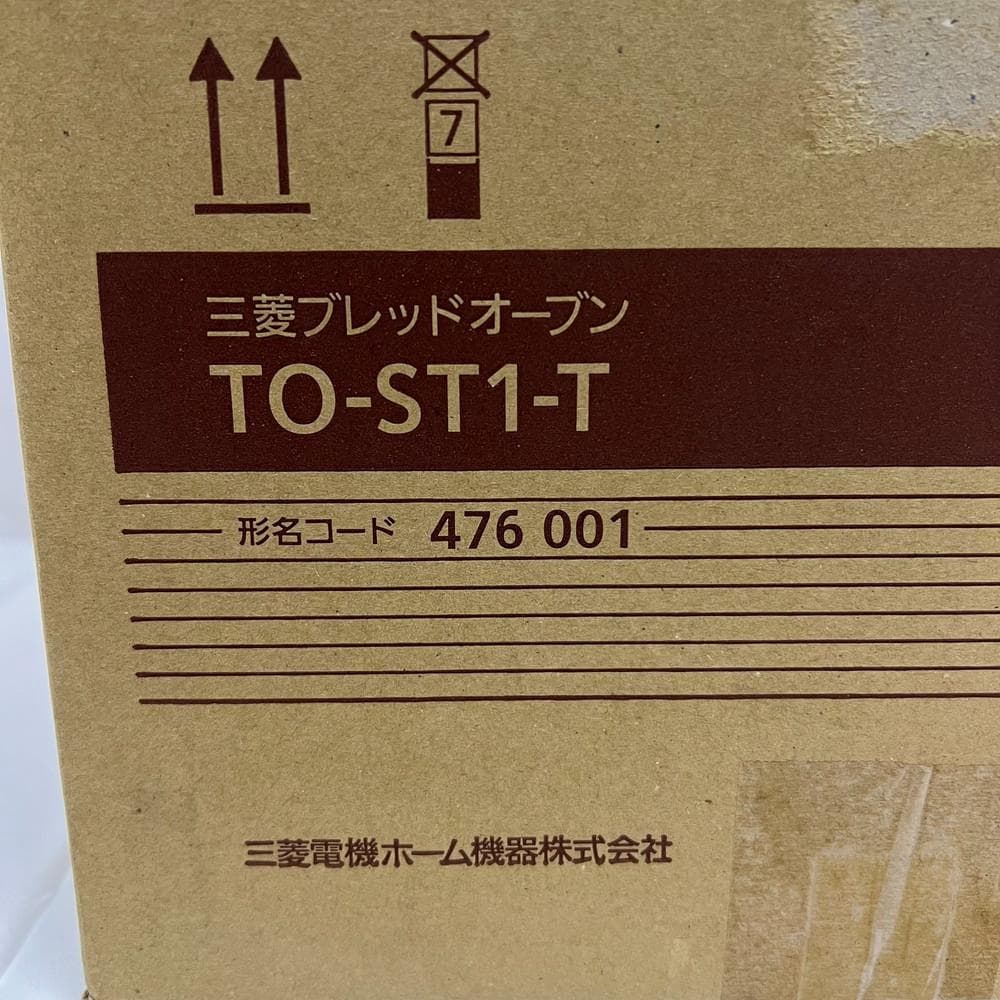 7
三菱ブレッドオーブン
TO-ST1-T
形名コード 476 001
三菱電機ホーム機器株式会社